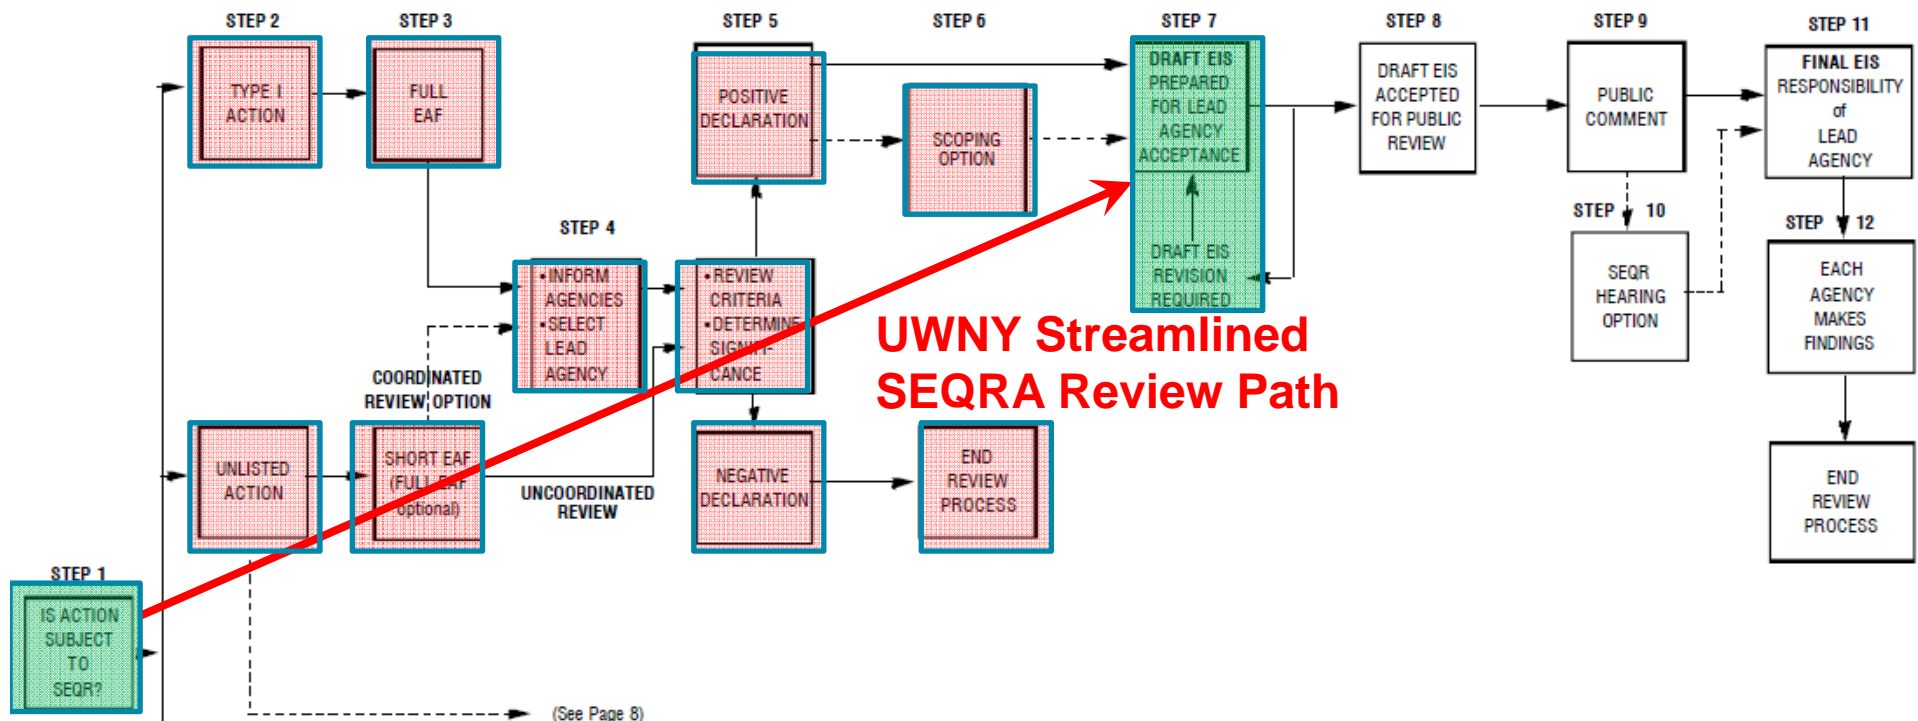 STEP 2
TYPE I
ACTION
STEP 3
FULL
EAF
STEP 4
•INFORM
AGENCIES
•SELECT
LEAD
AGENCY
STEP 5
POSITIVE
DECLARATION
•REVIEW
CRITERIA
•DETERMINE
SIGNIFI-
CANCE
NEGATIVE
DECLARATION
END
REVIEW
PROCESS
STEP 6
SCOPING
OPTION
STEP 7
DRAFT EIS
PREPARED
FOR LEAD
AGENCY
ACCEPTANCE
DRAFT EIS
REVISION
REQUIRED
STEP 8
DRAFT EIS
ACCEPTED
FOR PUBLIC
REVIEW
STEP 9
PUBLIC
COMMENT
STEP 10
SEQR
HEARING
OPTION
STEP 11
FINAL EIS
RESPONSIBILITY
of
LEAD
AGENCY
STEP 12
EACH
AGENCY
MAKES
FINDINGS
END
REVIEW
PROCESS
UWNY Streamlined
SEQRA Review Path
COORDINATED
REVIEW OPTION
UNLISTED
ACTION
SHORT EAF
(FULL EAF
optional)
UNCOORDINATED
REVIEW
STEP 1
IS ACTION
SUBJECT
TO
SEQR?
(See Page 8)